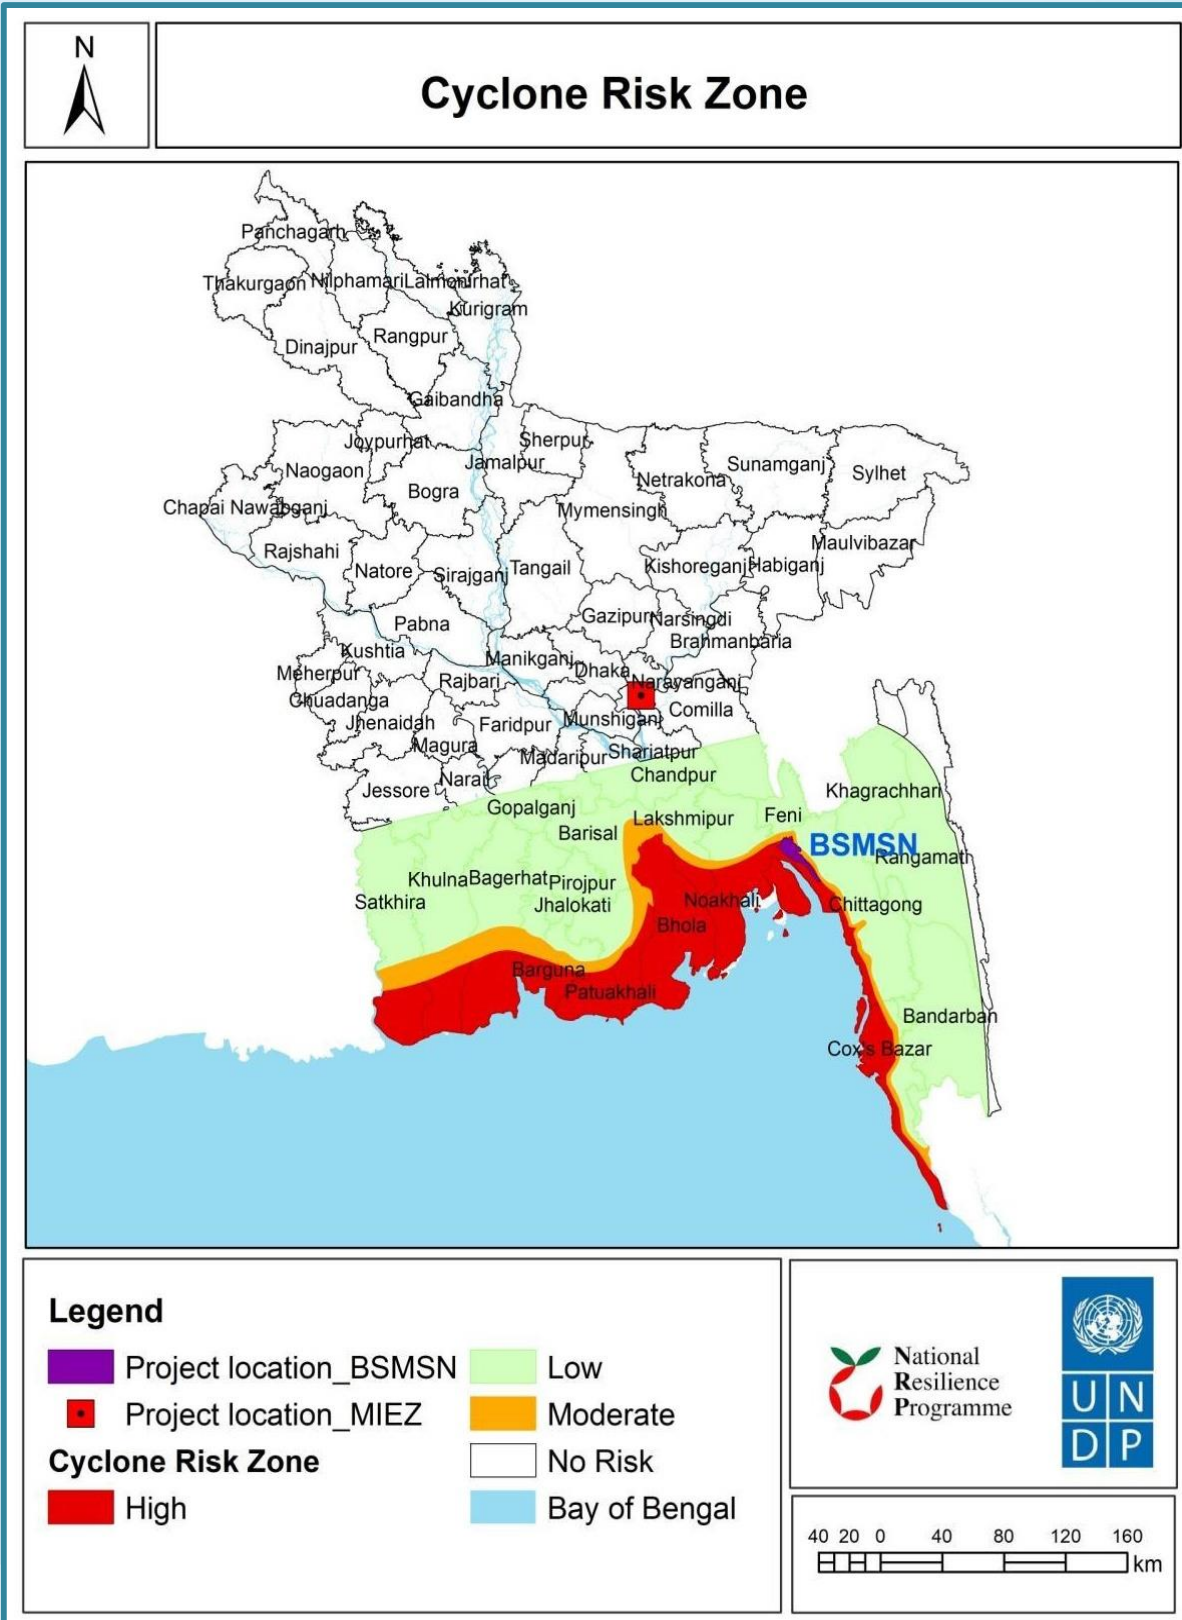 N
Cyclone Risk Zone
Panchagarh
Thakurgaon
Nilphamari
Lalmonirhat
Kurigram
Dinajpur
Rangpur
Gaibandha
Joypurhat
Sherpur
Jamalpur
Naogaon
Bogra
Netrakona
Sunamganj
Sylhet
Chapai Nawabganj
Mymensingh
Rajshahi
Natore
Sirajganj
Tangail
Kishoreganj
Habiganj
Maulvibazar
Pabna
Gazipur
Narsingdi
Brahmanbaria
Kushtia
Manikganj
Dhaka
Meherpur
Rajbari
Narayanganj
Chuadanga
Jhenaidah
Faridpur
Munshiganj
Comilla
Magura
Madaripur
Shariatpur
Jessore
Narail
Chandpur
Khagrachhari
Gopalganj
Barisal
Lakshmipur
Feni
BSMSN
Rangamati
Khulna
Bagerhat
Pirojpur
Satkhira
Jhalokati
Noakhali
Chittagong
Bhola
Barguna
Patuakhali
Bandarban
Cox's Bazar
Legend
Project location_BSMSN
Project location_MIEZ
Cyclone Risk Zone
High
Low
Moderate
No Risk
Bay of Bengal
National
Resilience
Programme
U N
D P
40 20 0 40 80 120 160
km